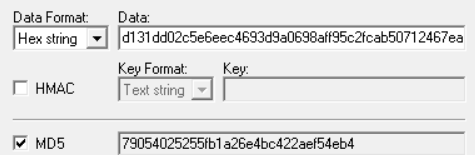 Data Format: Data:
Hex string d131dd02c5e6eec4693d9a0698aff95c2fcab50712467ea
Key Format: Key:
HMAC Text string
MD5 79054025255fb1a26e4bc422aef54eb4